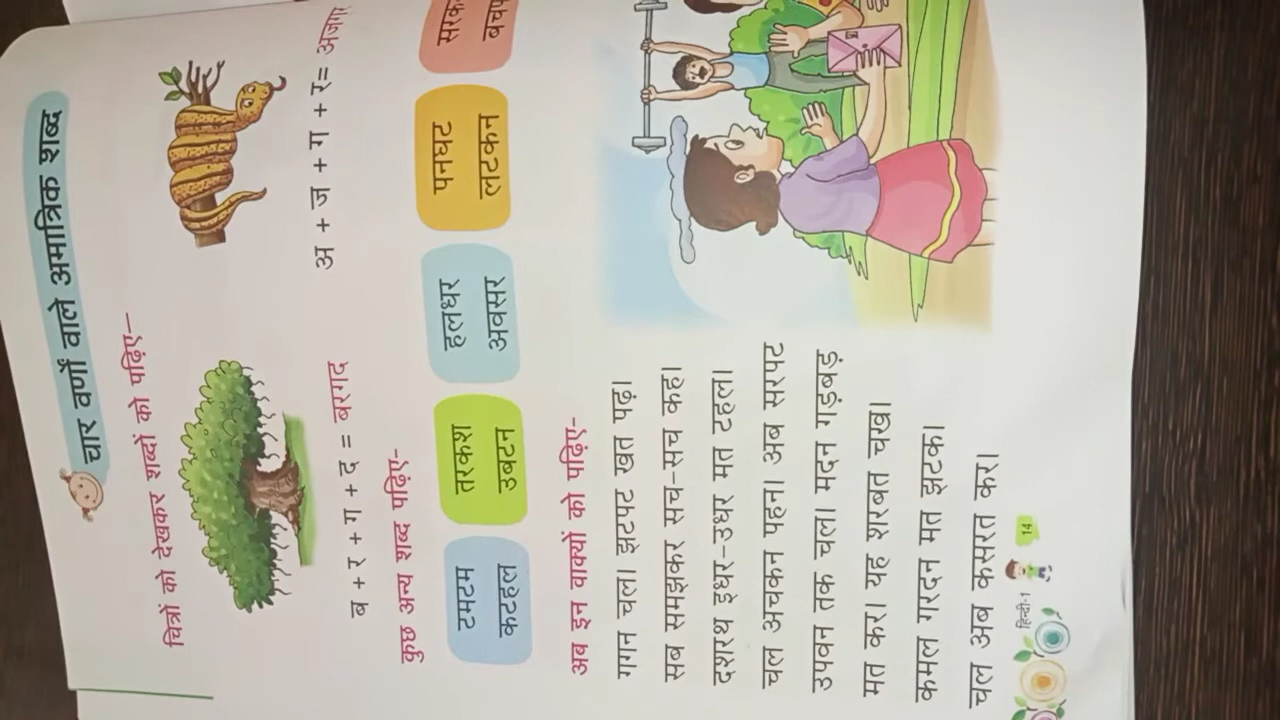 चार वर्णों वाले अमात्रिक शब्द
चित्रों को देखकर शब्दों को पढ़िए–
ब + र + ग + द = बरगद
अ + ज + ग + र = अजगर
कुछ अन्य शब्द पढ़िए-
टमटम तरकश हलधर पनघट
कटहल उबटन अवसर लटकन
अब इन वाक्यों को पढ़िए-
गगन चल। झटपट खत पढ़।
सब समझकर सच-सच कह।
दशरथ इधर-उधर मत टहल।
चल अचकन पहन। अब सरपट
उपवन तक चल। मदन गड़बड़
मत कर। यह शरबत चख।
कमल गरदन मत झटक।
चल अब कसरत कर।
हिन्दी-1
14